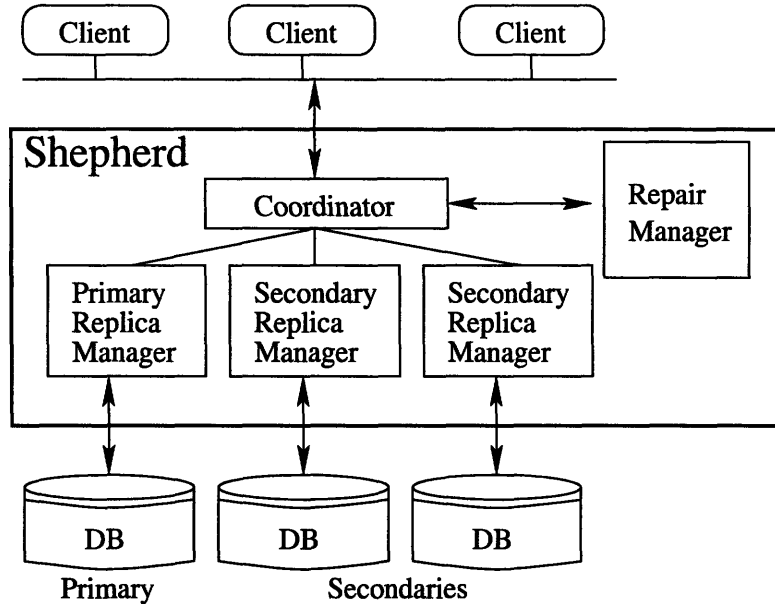 Client
Client
Client
Shepherd
Coordinator
Repair
Manager
Primary
Replica
Manager
Secondary
Replica
Manager
Secondary
Replica
Manager
DB
DB
DB
Primary
Secondaries